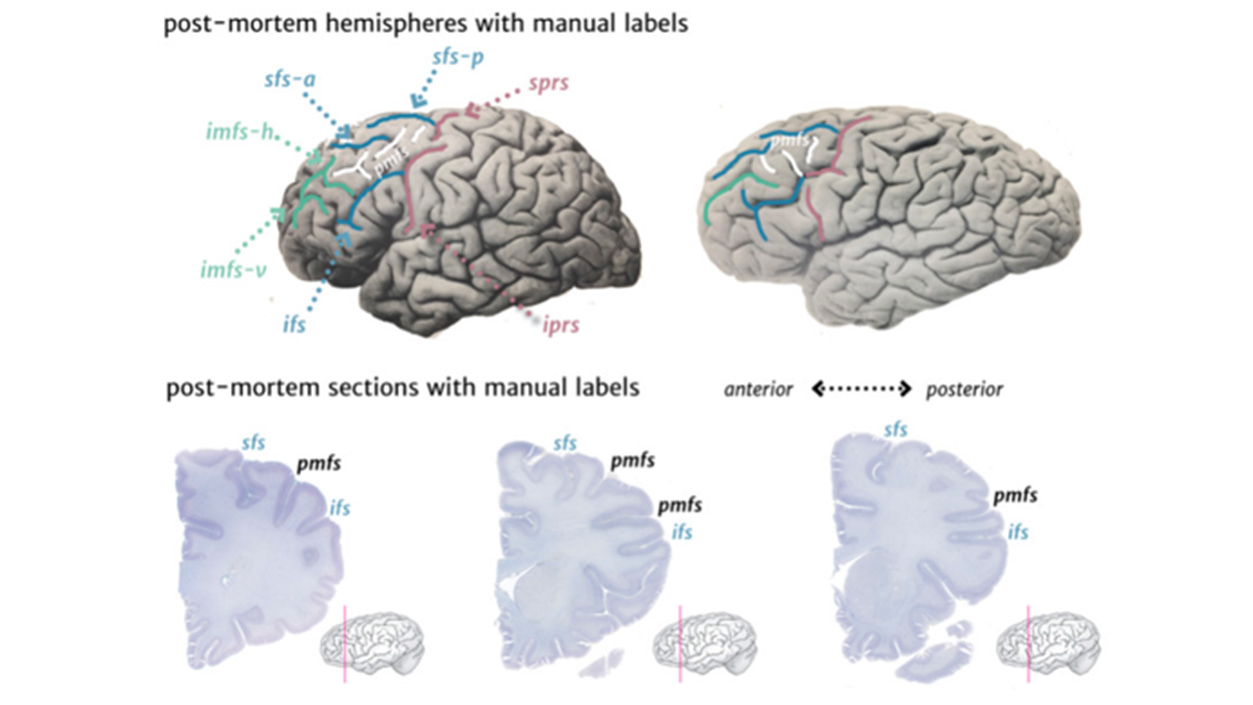 post-mortem hemispheres with manual labels
sfs-p
sfs-a
sprs
imfs-h
pmfs
pmfs
imfs-v
ifs
iprs
post-mortem sections with manual labels
anterior
posterior
sfs
pmfs
ifs
sfs
pmfs
pmfs
ifs
sfs
pmfs
ifs